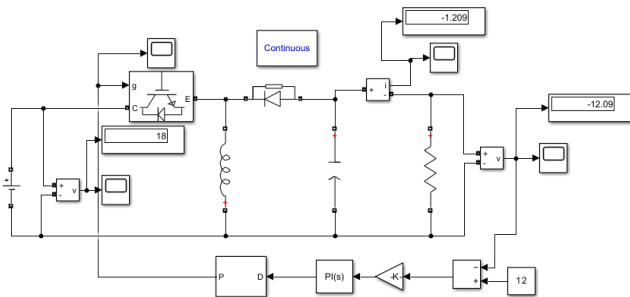 -1.209
Continuous
i
+
-
g
C
E
-12.09
18
+
-
v
+
-
v
+
+
+
+
P
D
PI(s)
-K-
-
+
12